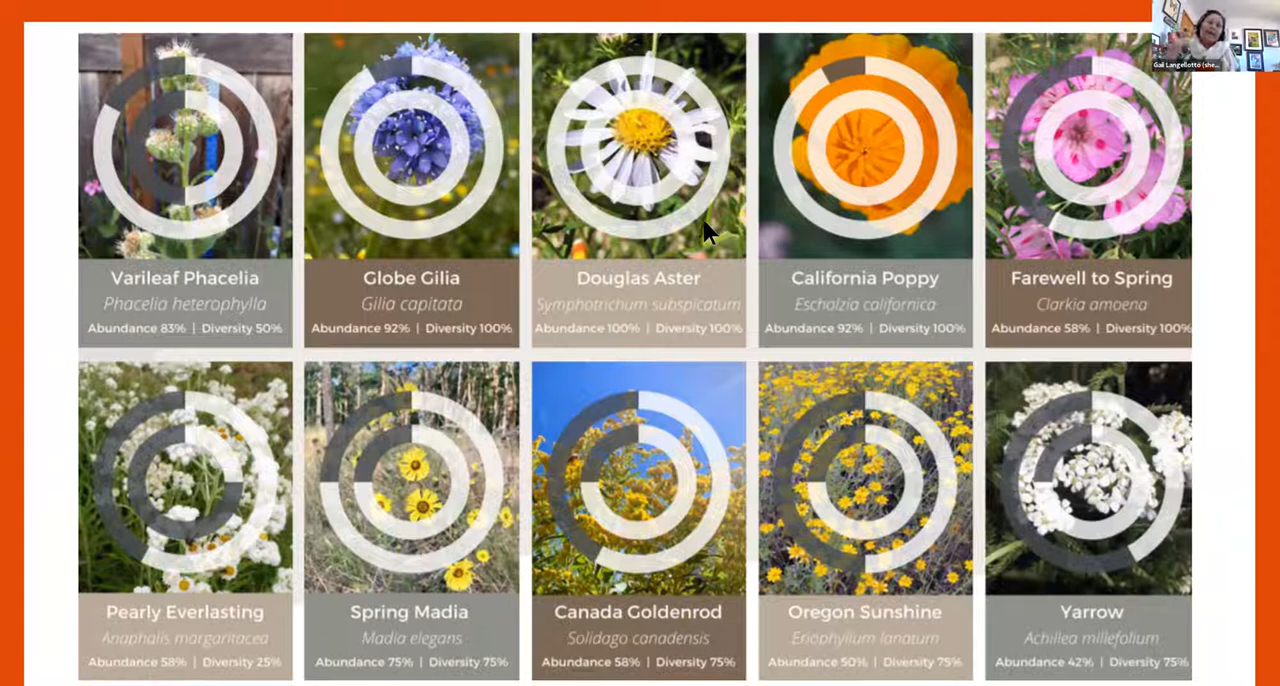 Gail Langellotto (she...
Varileaf Phacelia
Phacelia heterophylla
Abundance 83% | Diversity 50%
Globe Gilia
Gilia capitata
Abundance 92% | Diversity 100%
Douglas Aster
Symphotrichum subspicatum
Abundance 100% | Diversity 100%
California Poppy
Escholzia californica
Abundance 92% | Diversity 100%
Farewell to Spring
Clarkia amoena
Abundance 58% | Diversity 100%
Pearly Everlasting
Anaphalis margaritacea
Abundance 58% | Diversity 25%
Spring Madia
Madia elegans
Abundance 75% | Diversity 75%
Canada Goldenrod
Solidago canadensis
Abundance 58% | Diversity 75%
Oregon Sunshine
Eriophyllum lanatum
Abundance 50% | Diversity 75%
Yarrow
Achillea millefolium
Abundance 42% | Diversity 75%